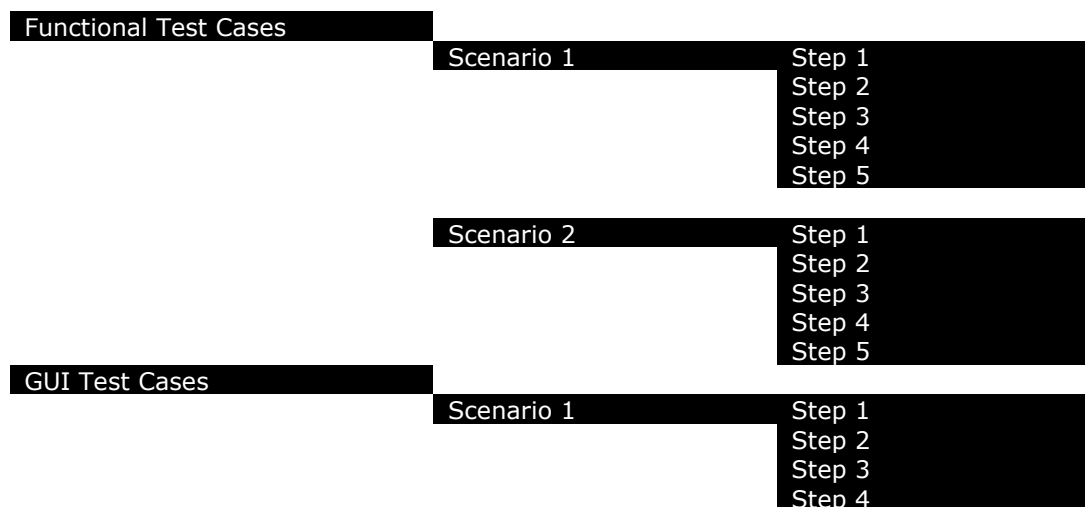 Functional Test Cases
Scenario 1 Step 1
Step 2
Step 3
Step 4
Step 5
Scenario 2 Step 1
Step 2
Step 3
Step 4
Step 5
GUI Test Cases
Scenario 1 Step 1
Step 2
Step 3
Step 4